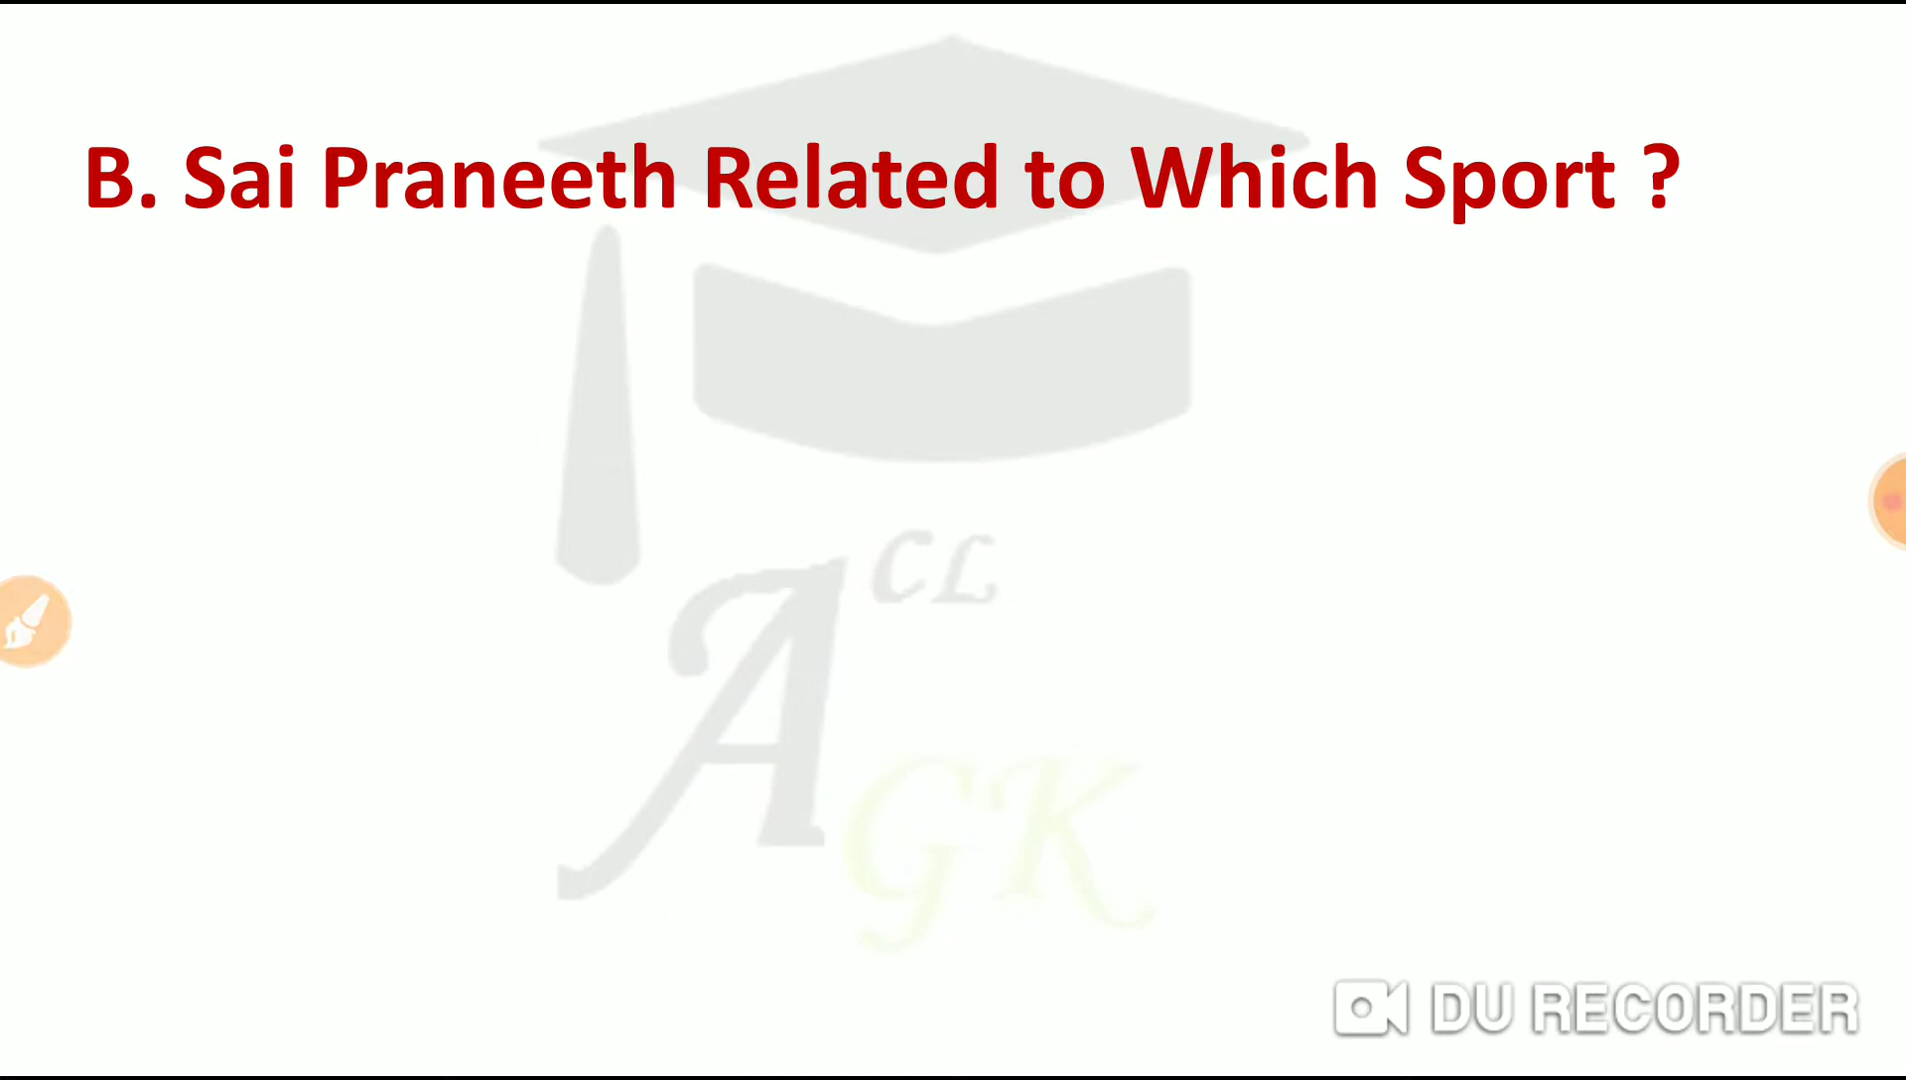 B. Sai Praneeth Related to Which Sport ?
CL
A
GK
DU RECORDER